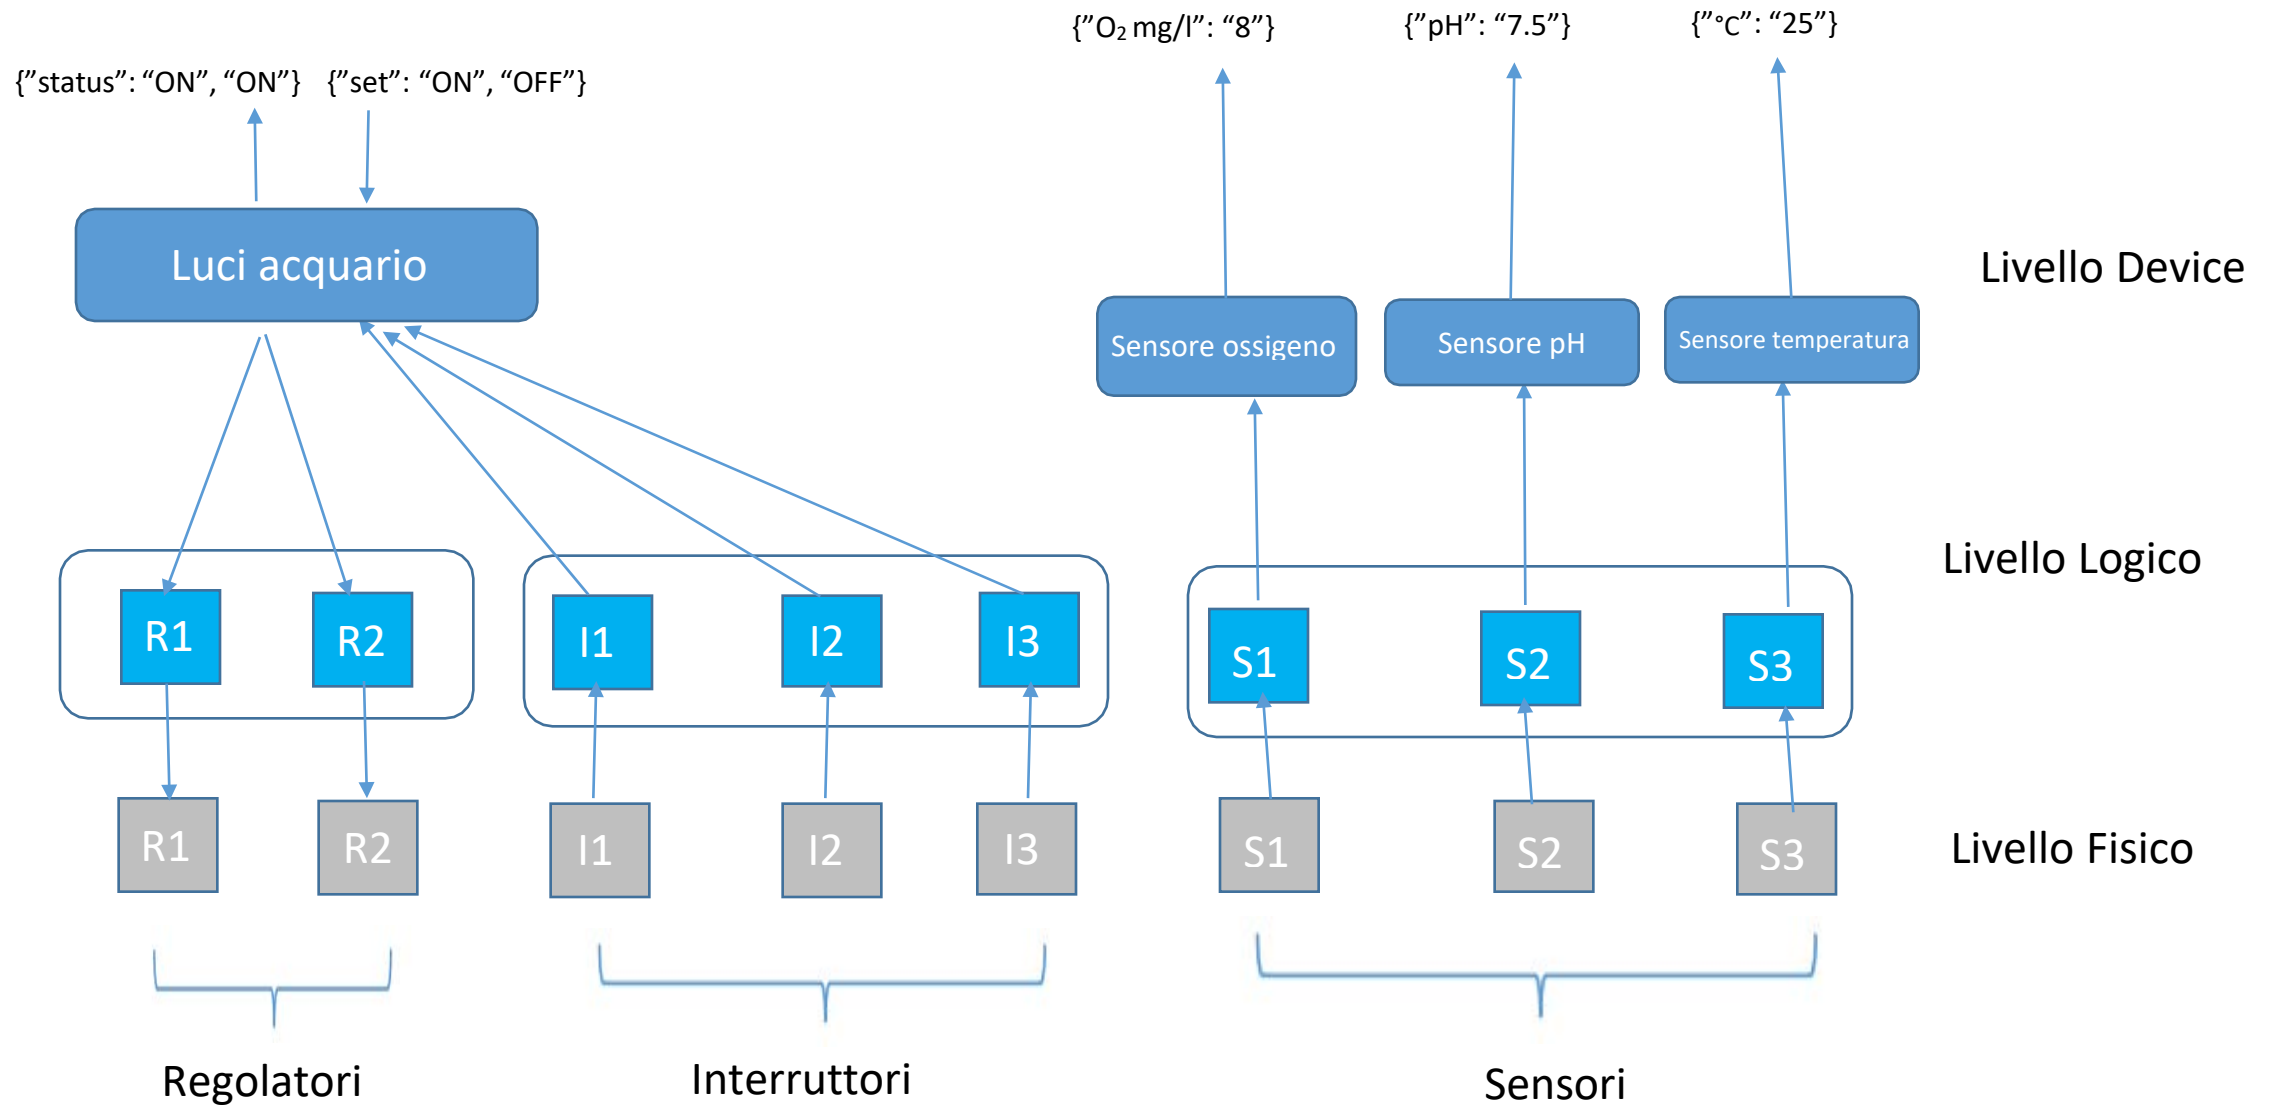 {”O₂ mg/l”: “8”}
{”pH”: “7.5”}
{”°C”: “25”}
{”status”: “ON”, “ON”}
{”set”: “ON”, “OFF”}
Luci acquario
Livello Device
Sensore ossigeno
Sensore pH
Sensore temperatura
Livello Logico
R1
R2
I1
I2
I3
S1
S2
S3
R1
R2
I1
I2
I3
S1
S2
S3
Livello Fisico
Regolatori
Interruttori
Sensori